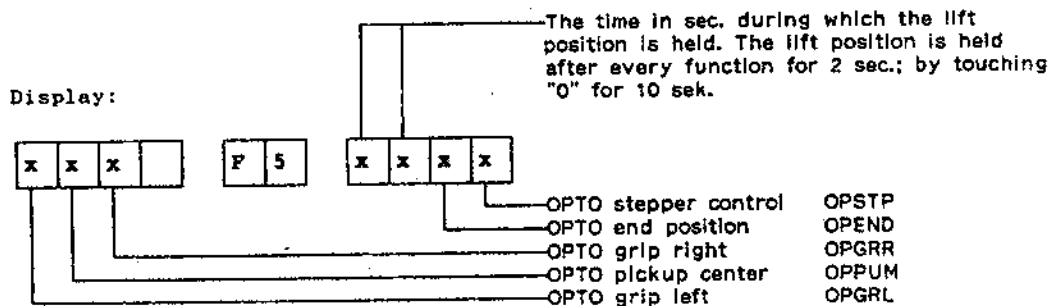 The time in sec. during which the lift
position is held. The lift position is held
after every function for 2 sec.; by touching
"0" for 10 sek.
Display:
x x x F 5 x x x x
OPTO stepper control OPSTP
OPTO end position OPEND
OPTO grip right OPGRR
OPTO pickup center OPPUM
OPTO grip left OPGRL